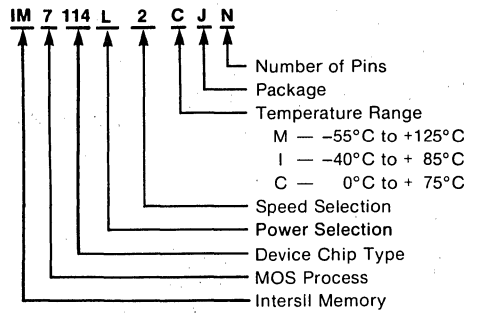 IM 7 114 L 2 C J N
Number of Pins
Package
Temperature Range
M — -55°C to +125°C
I — -40°C to + 85°C
C — 0°C to + 75°C
Speed Selection
Power Selection
Device Chip Type
MOS Process
Intersil Memory